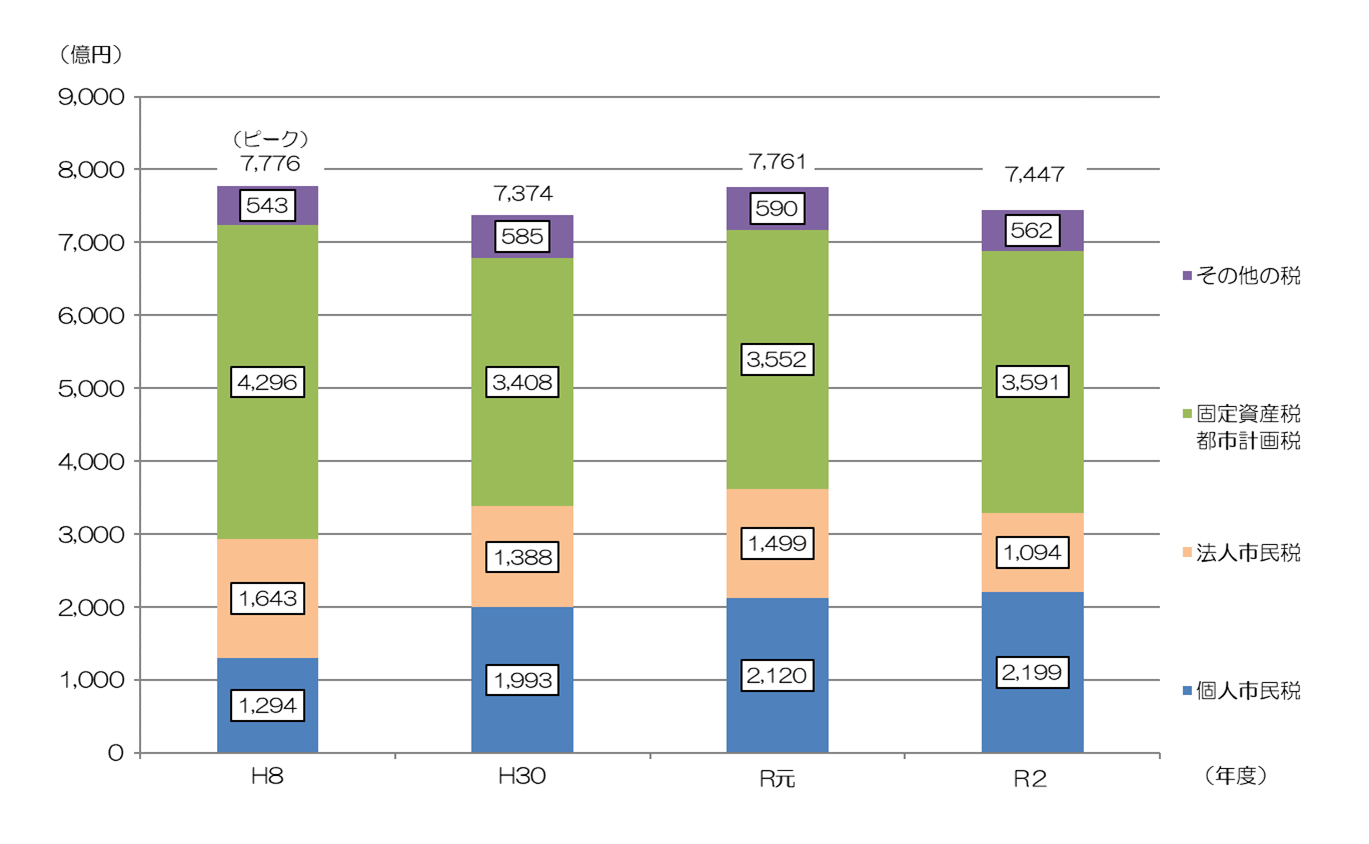 （億円）
9,000
8,000
7,000
6,000
5,000
4,000
3,000
2,000
1,000
0
（ピーク）
7,776
543
4,296
1,643
1,294
H8
7,374
585
3,408
1,388
1,993
H30
7,761
590
3,552
1,499
2,120
R元
7,447
562
3,591
1,094
2,199
R2
（年度）
その他の税
固定資産税
都市計画税
法人市民税
個人市民税